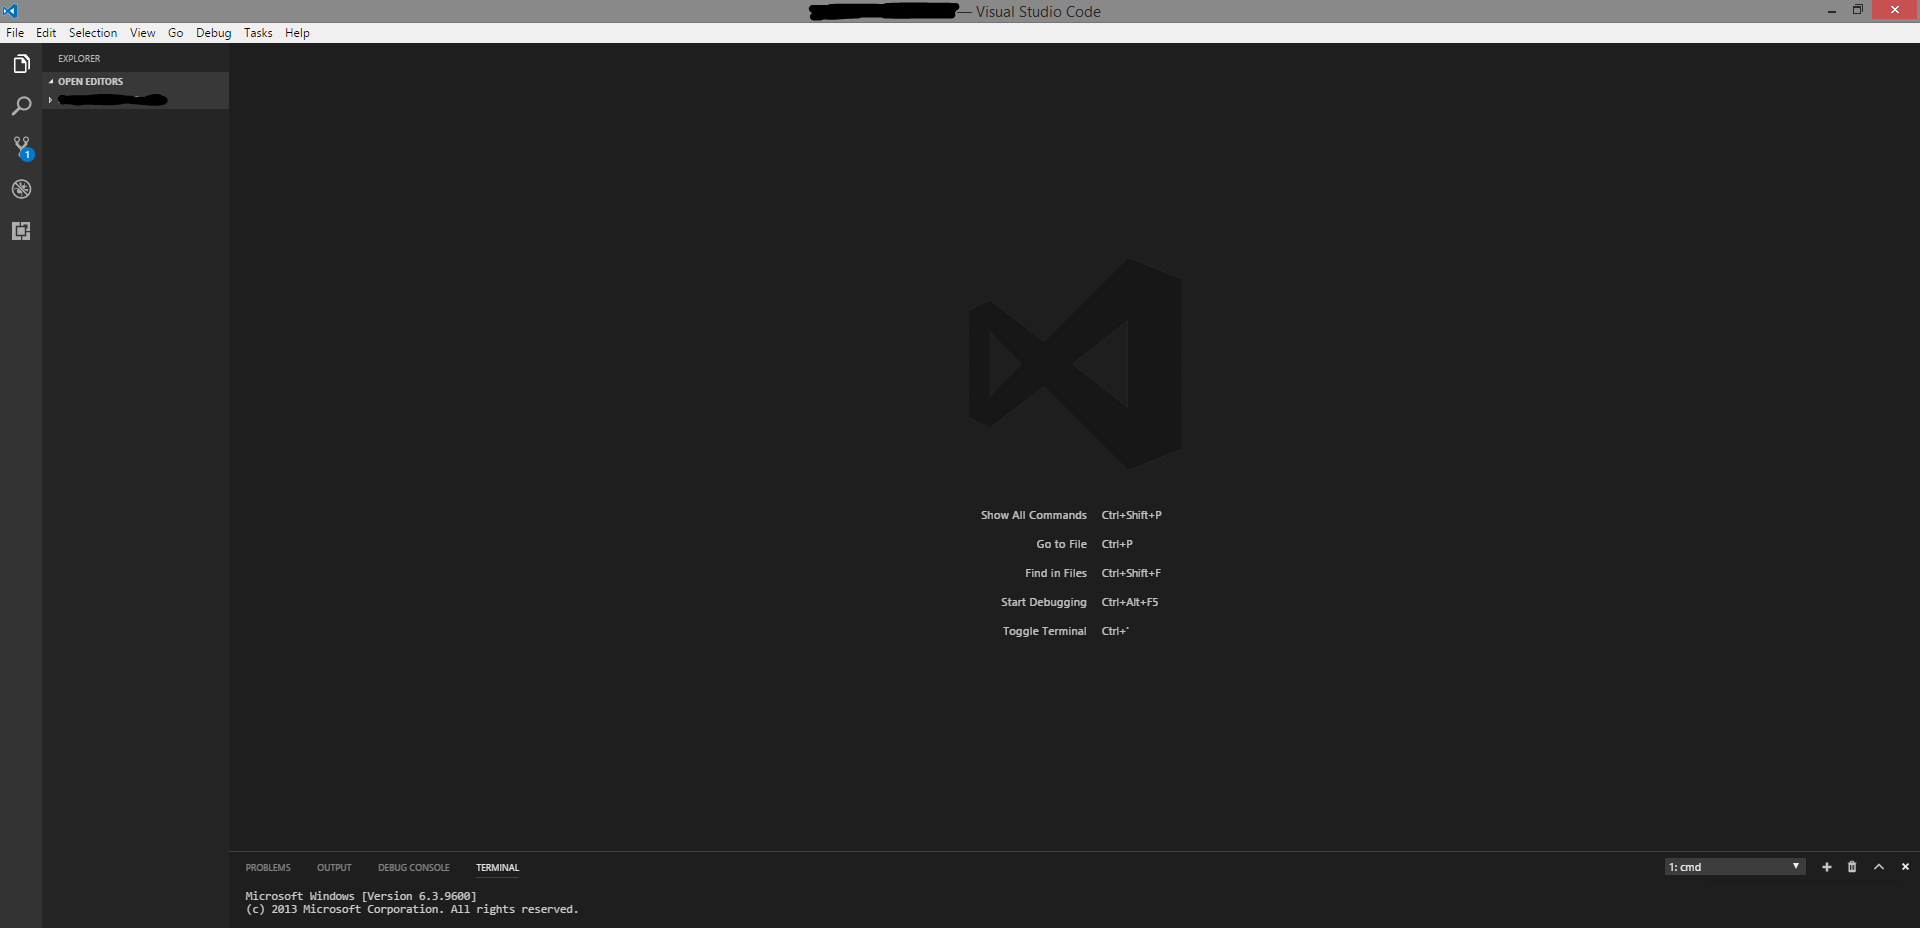 — Visual Studio Code
File Edit Selection View Go Debug Tasks Help
EXPLORER
OPEN EDITORS
1
Show All Commands Ctrl+Shift+P
Go to File Ctrl+P
Find in Files Ctrl+Shift+F
Start Debugging Ctrl+Alt+F5
Toggle Terminal Ctrl+`
PROBLEMS OUTPUT DEBUG CONSOLE TERMINAL 1: cmd
Microsoft Windows [Version 6.3.9600]
(c) 2013 Microsoft Corporation. All rights reserved.